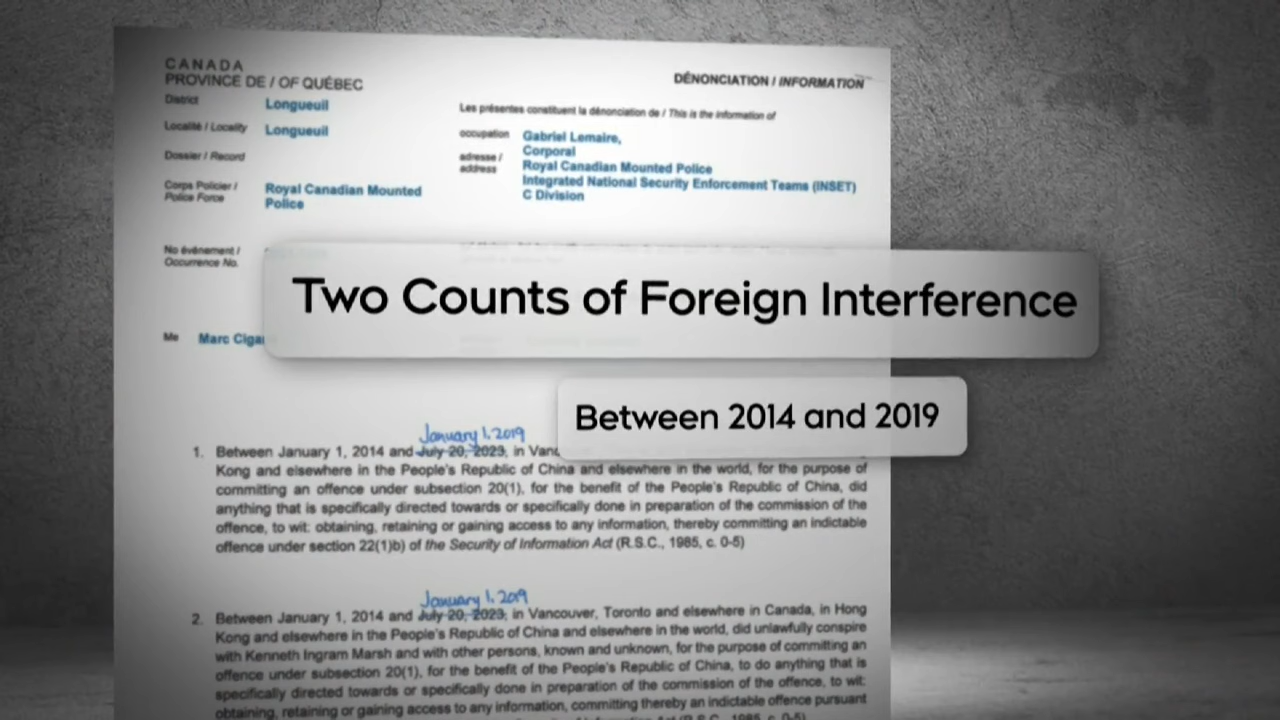 CANADA
PROVINCE DE / OF QUÉBEC
DÉNONCIATION / INFORMATION
District Longueuil
Les présentes constituent la dénonciation de / This is the information of
Localité / Locality Longueuil
occupation Gabriel Lemaire,
Corporal
Dossier / Record
adresse / address Royal Canadian Mounted Police
Integrated National Security Enforcement Teams (INSET)
C Division
Corps Policier / Police Force Royal Canadian Mounted Police
No événement / Occurrence No.
Two Counts of Foreign Interference
Me Marc
Between 2014 and 2019
January 1, 2019
1. Between January 1, 2014 and July 20, 2023, in
Kong and elsewhere in the People's Republic of China and elsewhere in the world, for the purpose of
committing an offence under subsection 20(1), for the benefit of the People's Republic of China, did
anything that is specifically directed towards or specifically done in preparation of the commission of the
offence, to wit: obtaining, retaining or gaining access to any information, thereby committing an indictable
offence under section 22(1)b) of the Security of Information Act (R.S.C., 1985, c. 0-5)
January 1, 2019
2. Between January 1, 2014 and July 20, 2023, in Vancouver, Toronto and elsewhere in Canada, in Hong
Kong and elsewhere in the People's Republic of China and elsewhere in the world, did unlawfully conspire
with Kenneth Ingram Marsh and with other persons, known and unknown, for the purpose of committing an
offence under subsection 20(1), for the benefit of the People's Republic of China, to do anything that is
specifically directed towards or specifically done in preparation of the commission of the offence, to wit:
obtaining, retaining or gaining access to any information, committing thereby an indictable offence pursuant